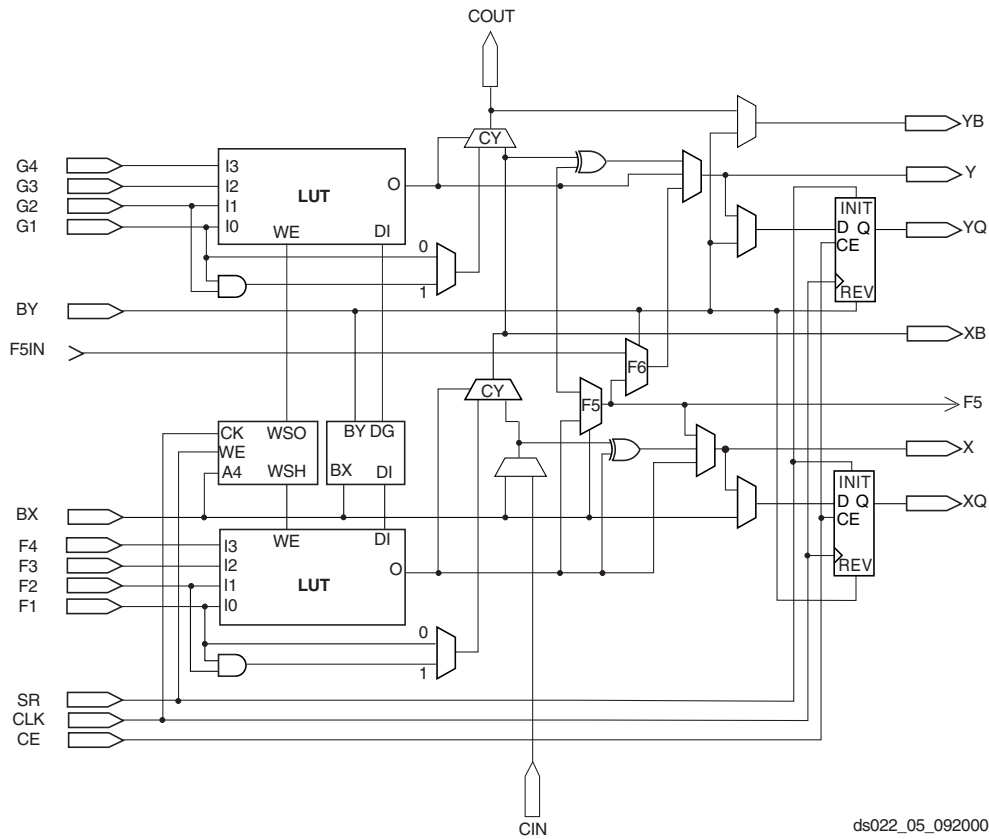 COUT
YB
CY
G4
I3
Y
G3
I2
LUT
O
G2
I1
INIT
G1
I0
D Q
YQ
WE
DI
CE
0
1
REV
BY
XB
F5IN
F6
CY
F5
F5
CK
WSO
BY DG
WE
X
A4
WSH
BX
DI
INIT
D Q
XQ
BX
CE
WE
DI
F4
I3
F3
I2
O
REV
F2
I1
LUT
F1
I0
0
1
SR
CLK
CE
CIN
ds022_05_092000